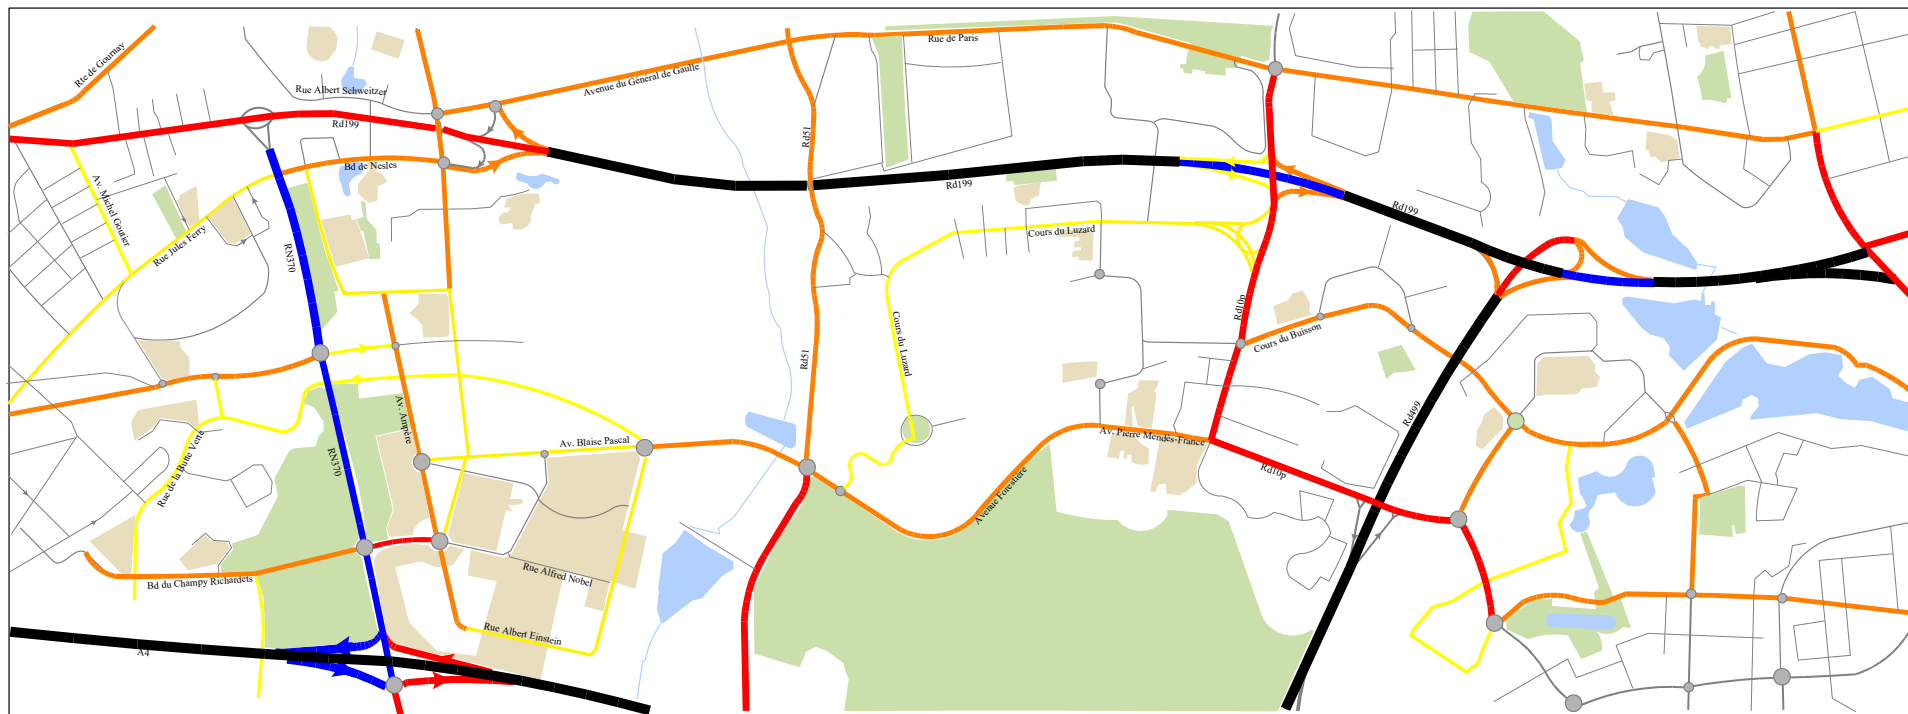 Rte de Gournay
Rue de Paris
Avenue du Général de Gaulle
Rue Albert Schweitzer
Rd199
Rd51
Bd de Nesles
Rd199
Av. Michel Goutier
Rd199
Rue Jules Ferry
Cours du Luzard
RN370
Rd10p
Cours du Buisson
Cours du Luzard
Rd51
Av. Ampère
Rd499
Av. Blaise Pascal
Av. Pierre Mendès-France
Rue de la Butte Verte
RN370
Rd10p
Avenue Forestière
Rue Alfred Nobel
Bd du Champy Richardets
Rue Albert Einstein
A4